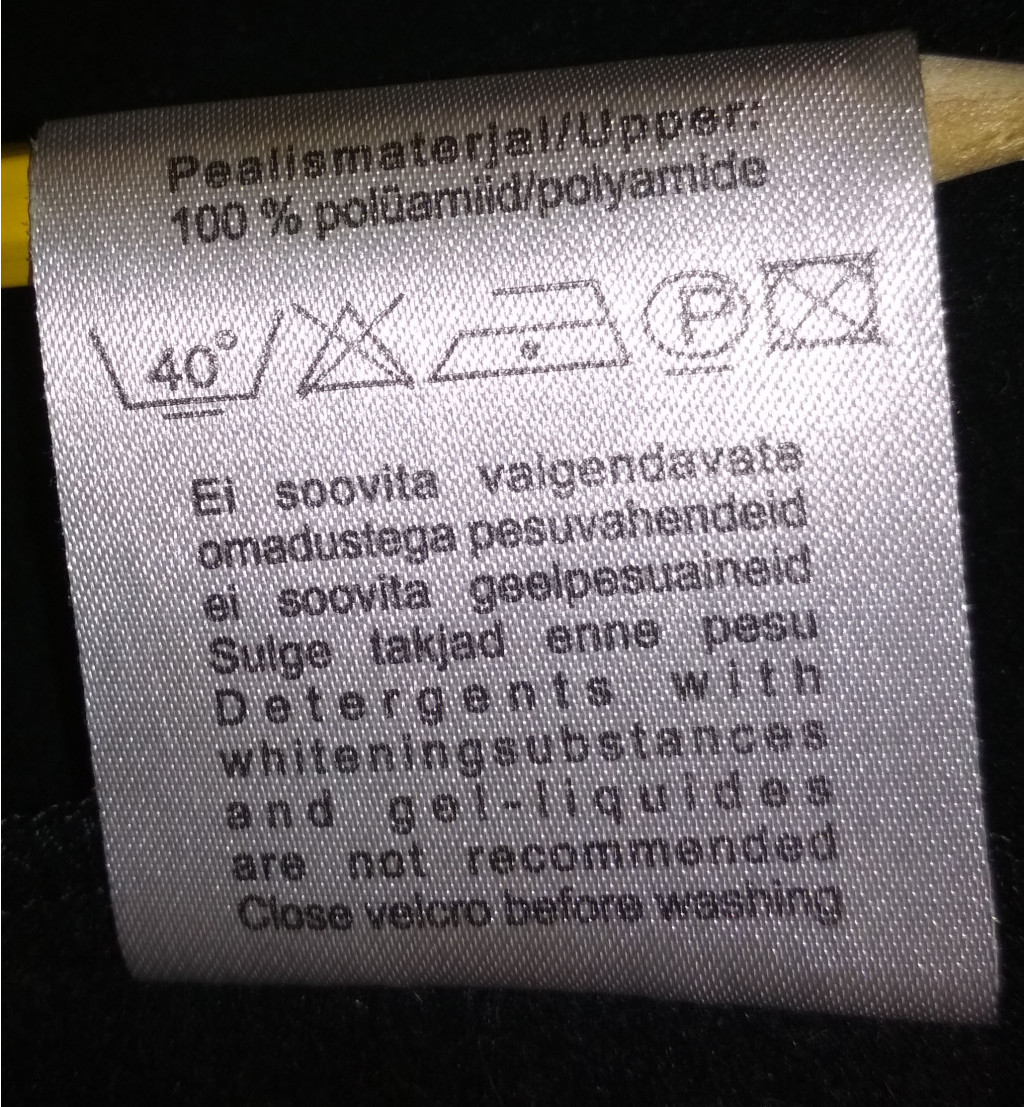 Pealismaterjal/Upper:
100 % polüamiid/polyamide
40° P
Ei soovita valgendavate
omadustega pesuvahendeid
ei soovita geelpesuaineid
Sulge takjad enne pesu
Detergents with
whiteningsubstances
and gel-liquides
are not recommended
Close velcro before washing